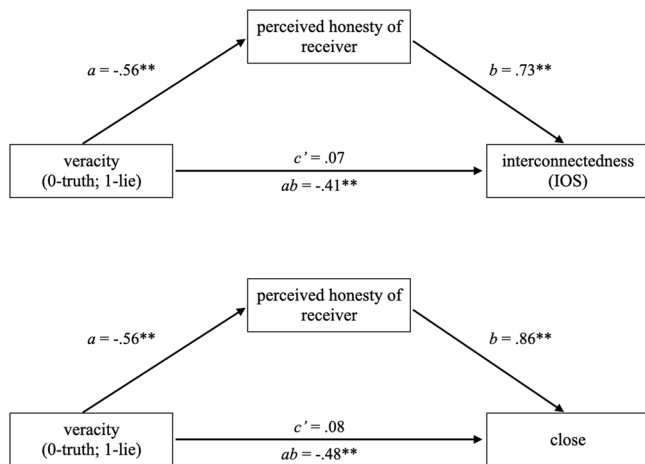 perceived honesty of
receiver
a = -.56**
b = .73**
veracity
(0-truth; 1-lie)
c’ = .07
ab = -.41**
interconnectedness
(IOS)
perceived honesty of
receiver
a = -.56**
b = .86**
veracity
(0-truth; 1-lie)
c’ = .08
ab = -.48**
close